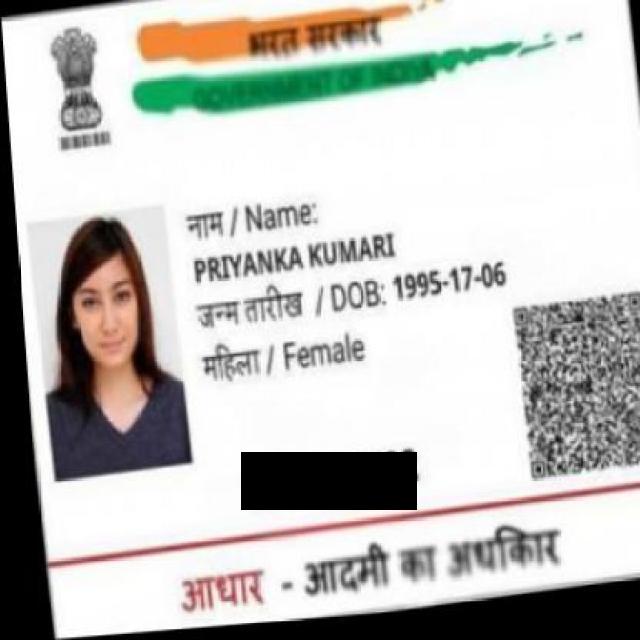 भारत सरकार
GOVERNMENT OF INDIA
नाम / Name:
PRIYANKA KUMARI
जन्म तारीख / DOB: 1995-17-06
महिला / Female
आधार - आदमी का अधिकार